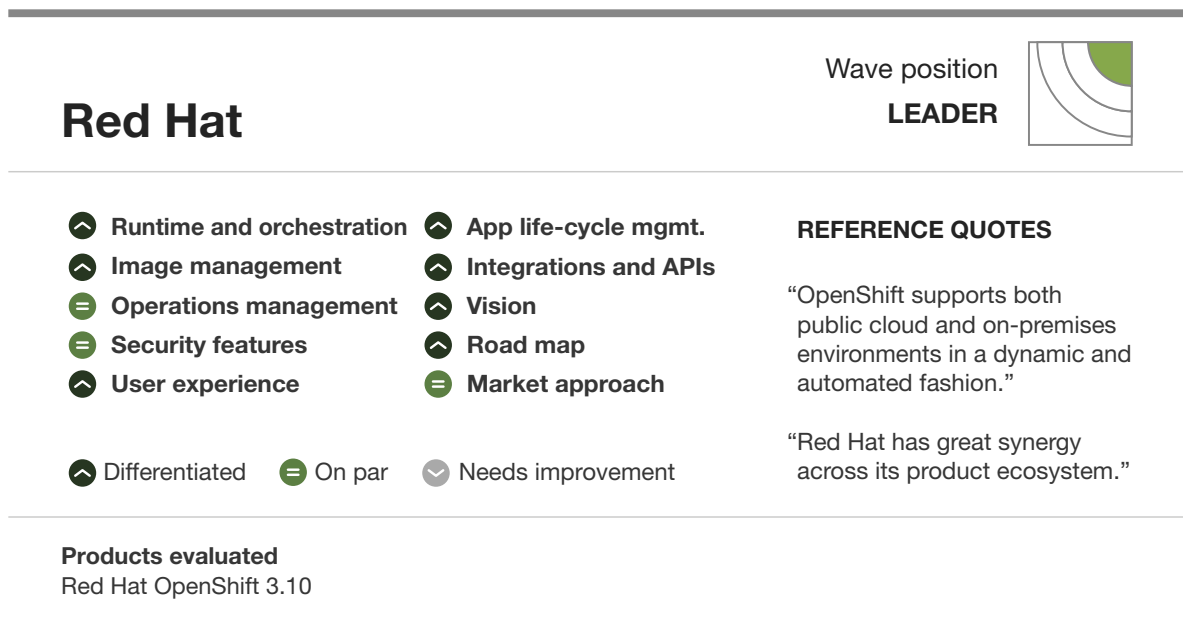 Wave position
LEADER
Red Hat
Runtime and orchestration
Image management
Operations management
Security features
User experience
App life-cycle mgmt.
Integrations and APIs
Vision
Road map
Market approach
Differentiated
On par
Needs improvement
REFERENCE QUOTES
“OpenShift supports both
public cloud and on-premises
environments in a dynamic and
automated fashion.”
“Red Hat has great synergy
across its product ecosystem.”
Products evaluated
Red Hat OpenShift 3.10